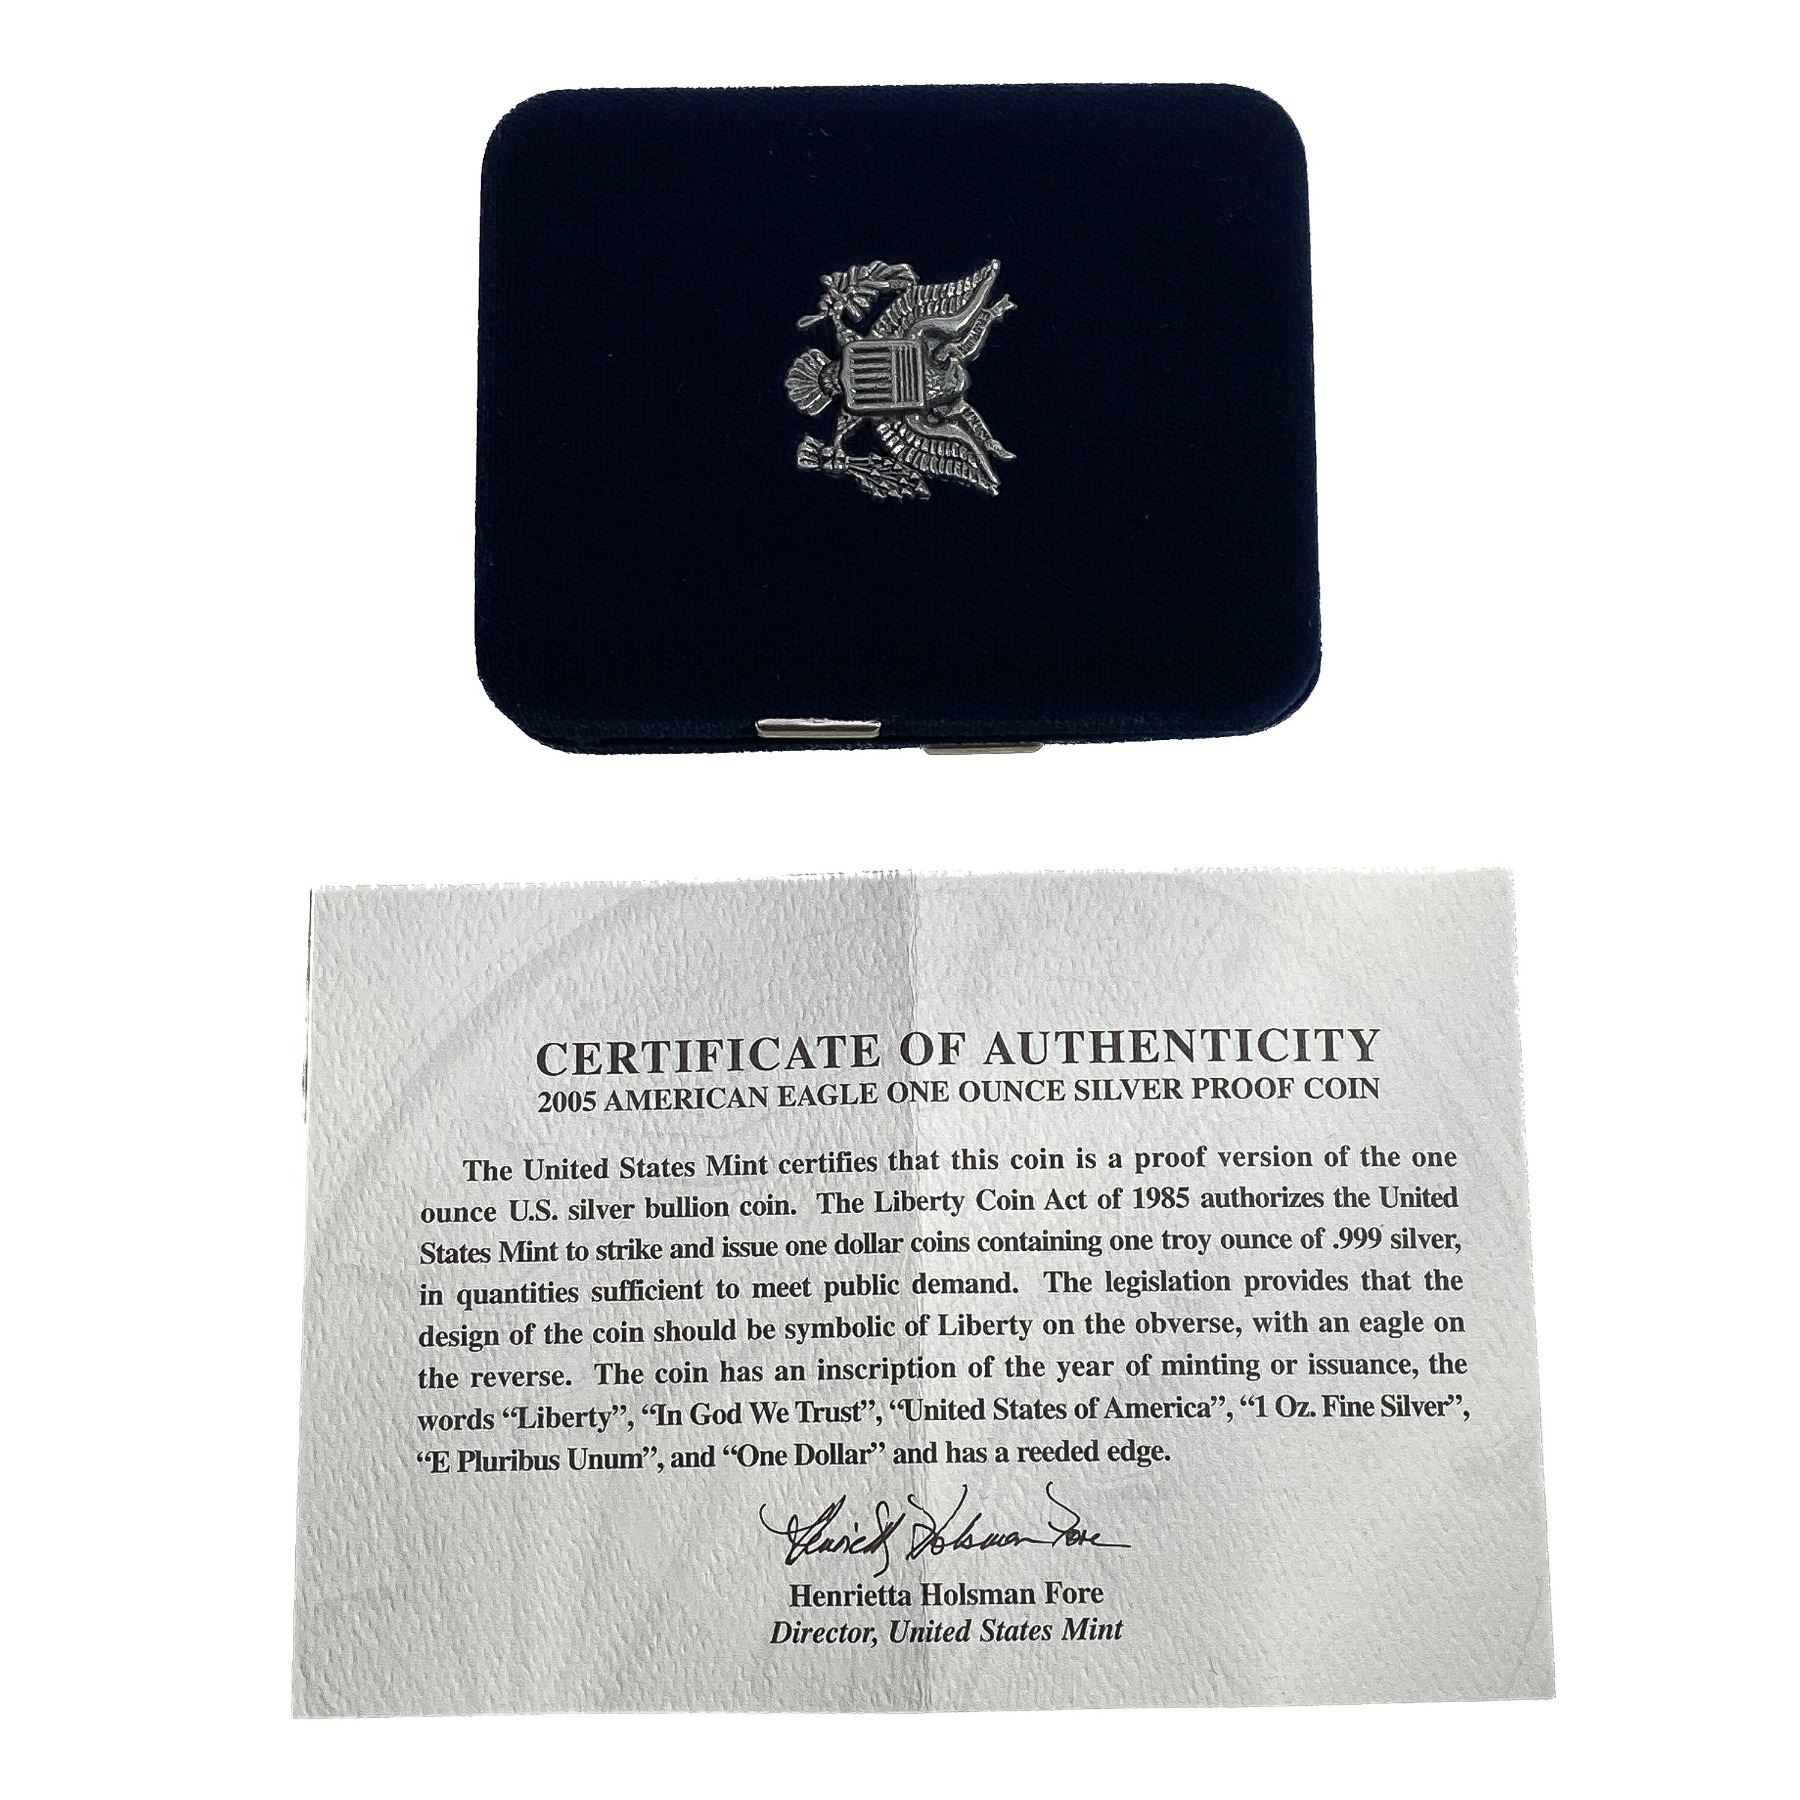 CERTIFICATE OF AUTHENTICITY
2005 AMERICAN EAGLE ONE OUNCE SILVER PROOF COIN
The United States Mint certifies that this coin is a proof version of the one
ounce U.S. silver bullion coin. The Liberty Coin Act of 1985 authorizes the United
States Mint to strike and issue one dollar coins containing one troy ounce of .999 silver,
in quantities sufficient to meet public demand. The legislation provides that the
design of the coin should be symbolic of Liberty on the obverse, with an eagle on
the reverse. The coin has an inscription of the year of minting or issuance, the
words “Liberty”, “In God We Trust”, “United States of America”, “1 Oz. Fine Silver”,
“E Pluribus Unum”, and “One Dollar” and has a reeded edge.
Henrietta Holsman Fore
Henrietta Holsman Fore
Director, United States Mint